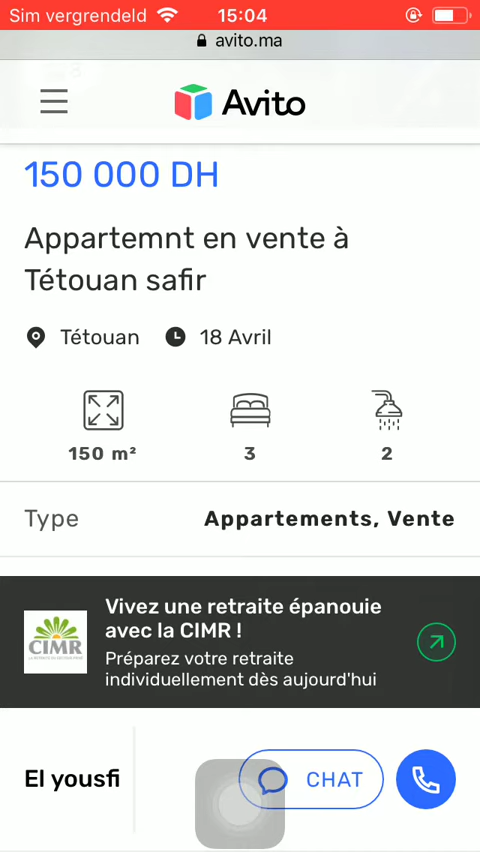 Sim vergrendeld 15:04
avito.ma
Avito
150 000 DH
Appartemnt en vente à
Tétouan safir
Tétouan 18 Avril
150 m² 3 2
Type Appartements, Vente
Vivez une retraite épanouie
avec la CIMR !
CIMR
Préparez votre retraite
individuellement dès aujourd'hui
El yousfi CHAT